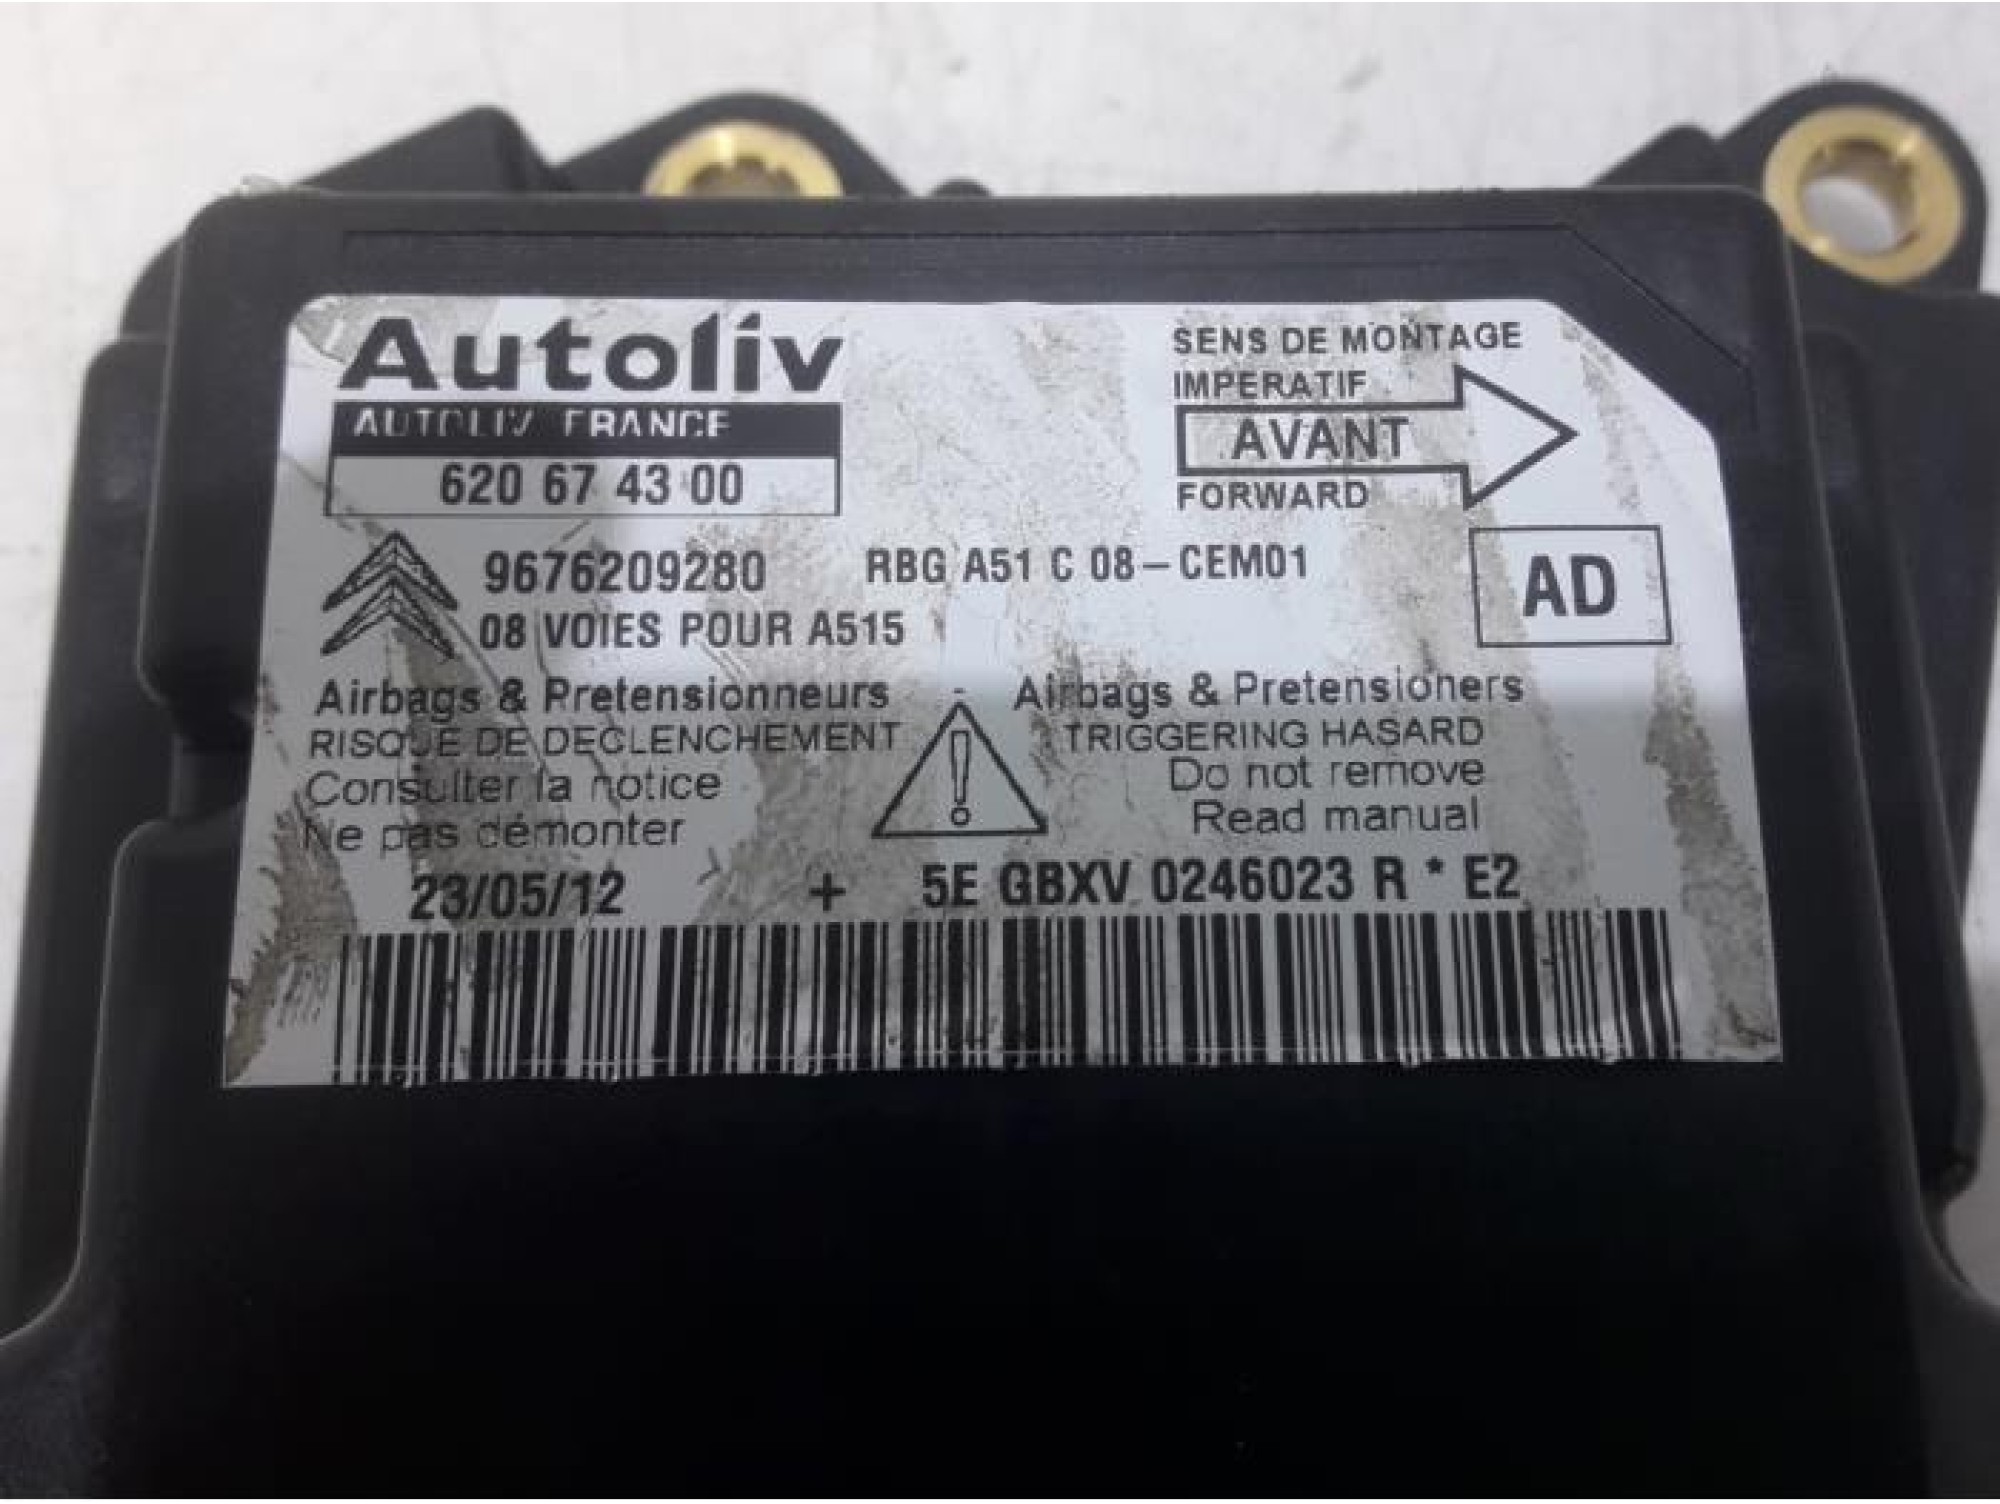 Autoliv
AUTOLIV FRANCE
620 67 43 00
SENS DE MONTAGE
IMPERATIF
AVANT
FORWARD
9676209280 RBG A51 C 08-CEM01
08 VOIES POUR A515
AD
Airbags & Pretensionneurs
RISQUE DE DECLENCHEMENT
Consulter la notice
Ne pas démonter
Airbags & Pretensioners
TRIGGERING HASARD
Do not remove
Read manual
23/05/12 + 5E GBXV 0246023 R * E2